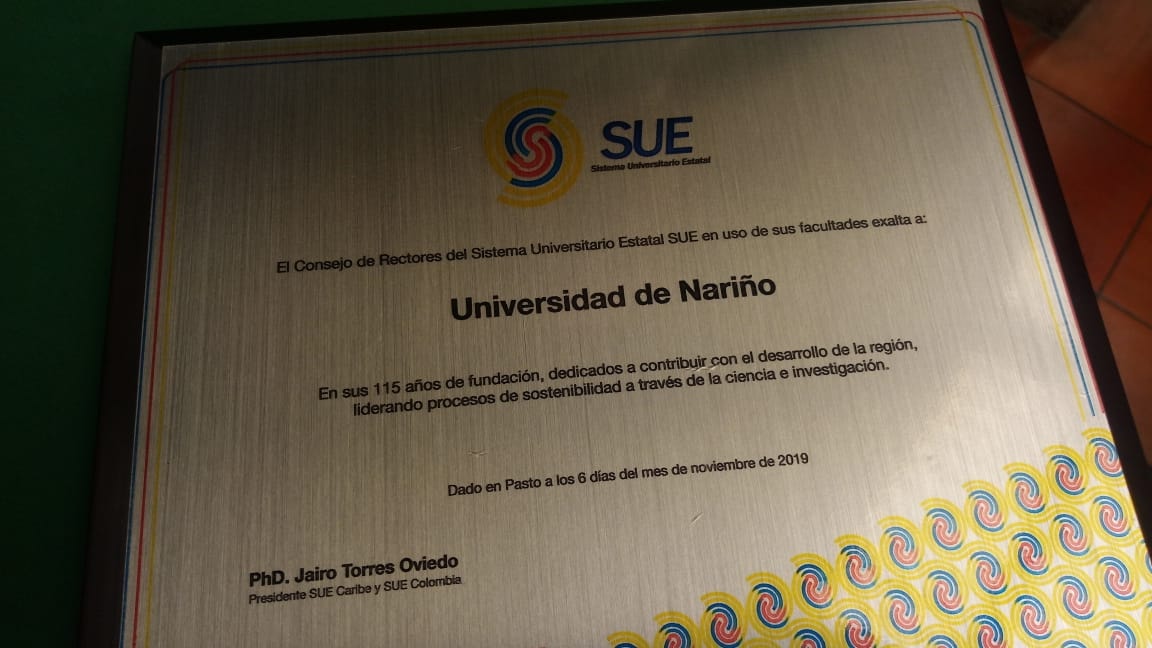 SUE
Sistema Universitario Estatal
El Consejo de Rectores del Sistema Universitario Estatal SUE en uso de sus facultades exalta a:
Universidad de Nariño
En sus 115 años de fundación, dedicados a contribuir con el desarrollo de la región,
liderando procesos de sostenibilidad a través de la ciencia e investigación.
Dado en Pasto a los 6 días del mes de noviembre de 2019
PhD. Jairo Torres Oviedo
Presidente SUE Caribe y SUE Colombia